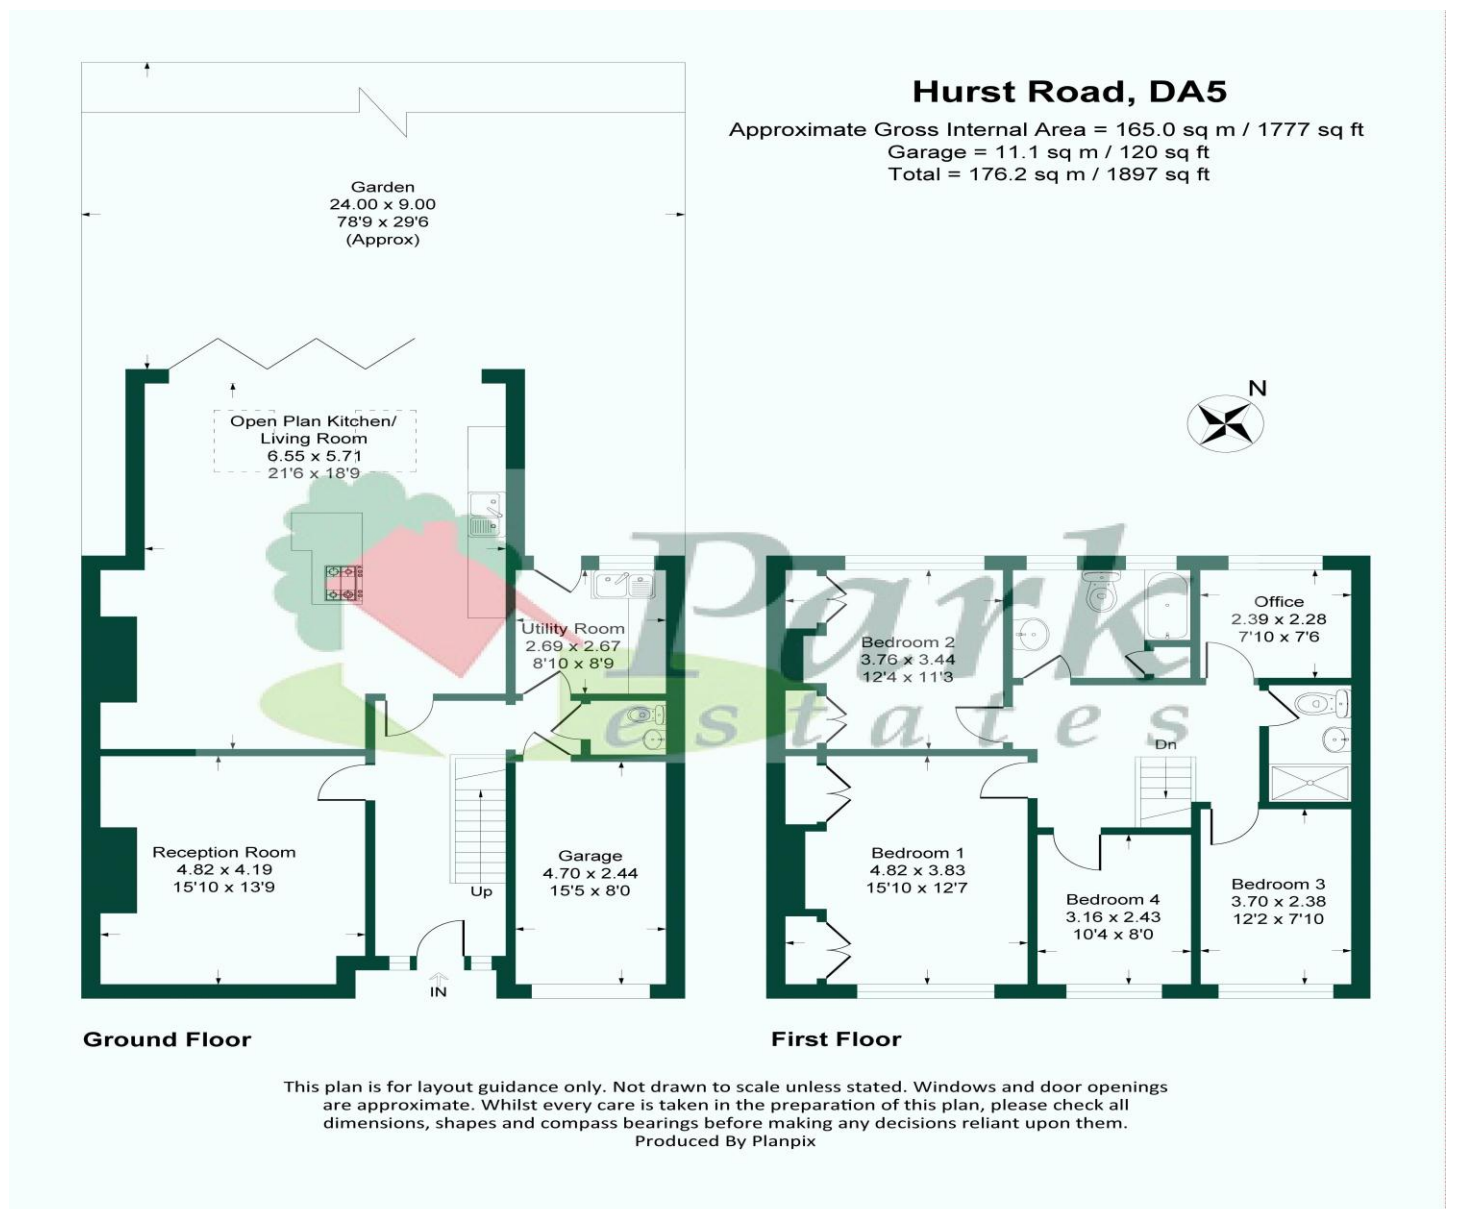 Hurst Road, DA5
Approximate Gross Internal Area = 165.0 sq m / 1777 sq ft
Garage = 11.1 sq m / 120 sq ft
Total = 176.2 sq m / 1897 sq ft
Garden
24.00 x 9.00
78'9 x 29'6
(Approx)
N
Open Plan Kitchen/
Living Room
6.55 x 5.71
21'6 x 18'9
Utility Room
2.69 x 2.67
8'10 x 8'9
Reception Room
4.82 x 4.19
15'10 x 13'9
Up
Garage
4.70 x 2.44
15'5 x 8'0
IN
Park
estates
Bedroom 2
3.76 x 3.44
12'4 x 11'3
Office
2.39 x 2.28
7'10 x 7'6
Dn
Bedroom 1
4.82 x 3.83
15'10 x 12'7
Bedroom 4
3.16 x 2.43
10'4 x 8'0
Bedroom 3
3.70 x 2.38
12'2 x 7'10
Ground Floor
First Floor
This plan is for layout guidance only. Not drawn to scale unless stated. Windows and door openings
are approximate. Whilst every care is taken in the preparation of this plan, please check all
dimensions, shapes and compass bearings before making any decisions reliant upon them.
Produced By Planpix